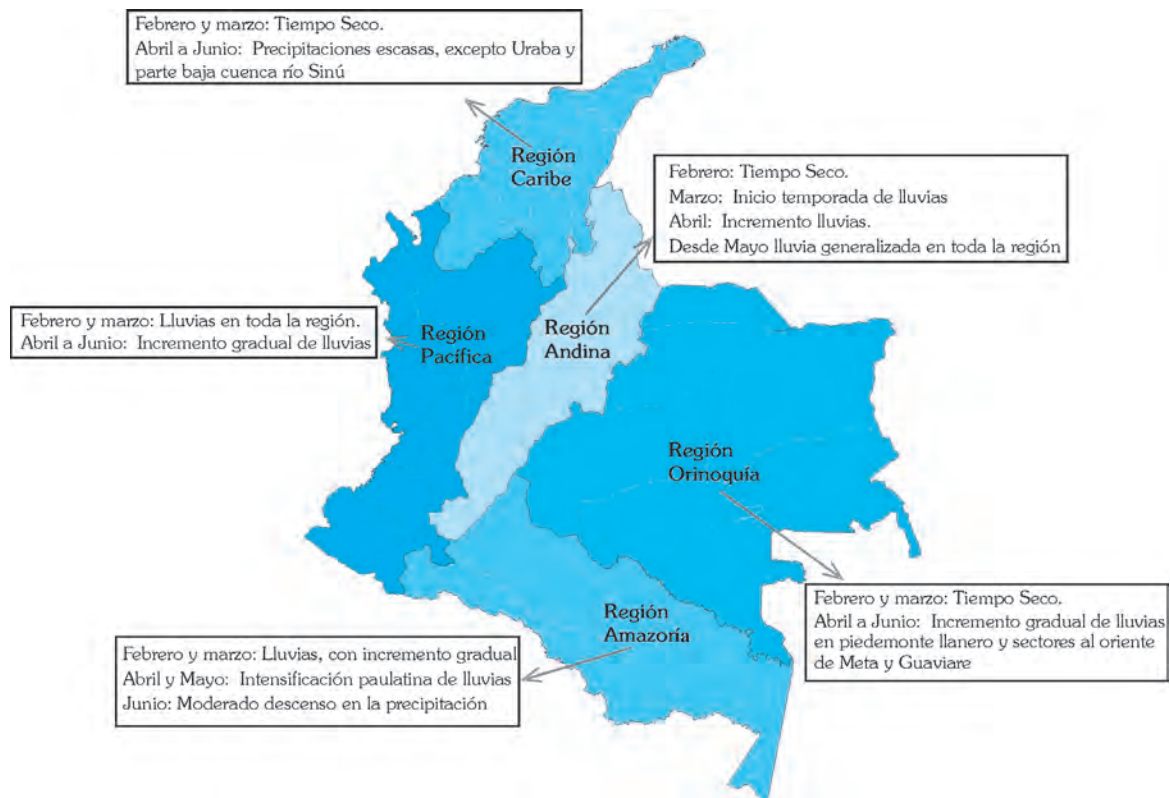 Febrero y marzo: Tiempo Seco.
Abril a Junio: Precipitaciones escasas, excepto Uraba y
parte baja cuenca río Sinú
Región
Caribe
Febrero: Tiempo Seco.
Marzo: Inicio temporada de lluvias
Abril: Incremento lluvias.
Desde Mayo lluvia generalizada en toda la región
Febrero y marzo: Lluvias en toda la región.
Abril a Junio: Incremento gradual de lluvias
Región
Pacífica
Región
Andina
Región
Orinoquía
Febrero y marzo: Tiempo Seco.
Abril a Junio: Incremento gradual de lluvias
en piedemonte llanero y sectores al oriente
de Meta y Guaviare
Región
Amazoría
Febrero y marzo: Lluvias, con incremento gradual
Abril y Mayo: Intensificación paulatina de lluvias
Junio: Moderado descenso en la precipitación